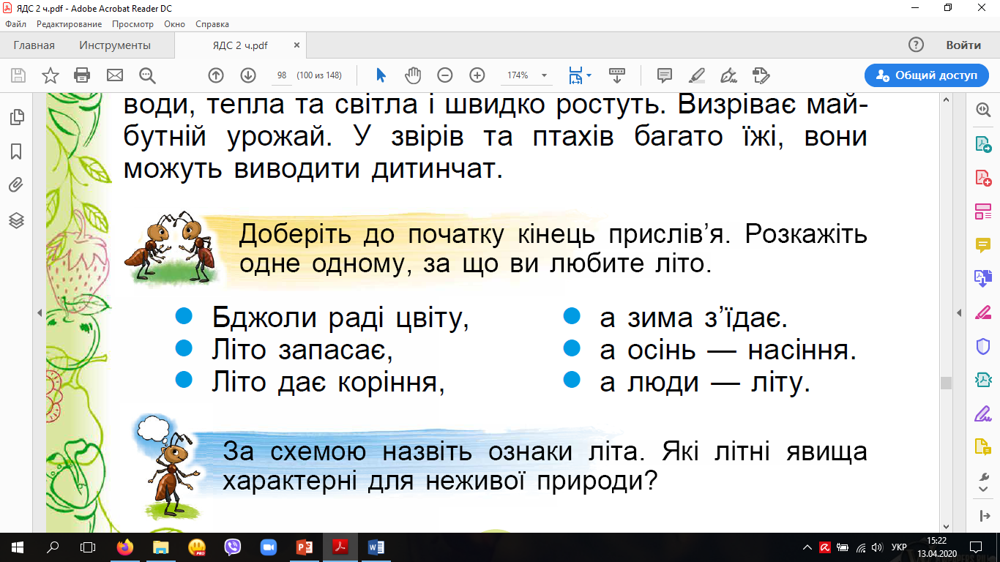 ЯДС 2 ч.pdf - Adobe Acrobat Reader DC
Файл Редактирование Просмотр Окно Справка
Главная Инструменты ЯДС 2 ч.pdf × Войти
98 (100 из 148) 174% Общий доступ
води, тепла та світла і швидко ростуть. Визріває май-
бутній урожай. У звірів та птахів багато їжі, вони
можуть виводити дитинчат.
Доберіть до початку кінець прислів’я. Розкажіть
одне одному, за що ви любите літо.
Бджоли раді цвіту, а зима з’їдає.
Літо запасає, а осінь — насіння.
Літо дає коріння, а люди — літу.
За схемою назвіть ознаки літа. Які літні явища
характерні для неживої природи?
PRO УКР 15:22
13.04.2020